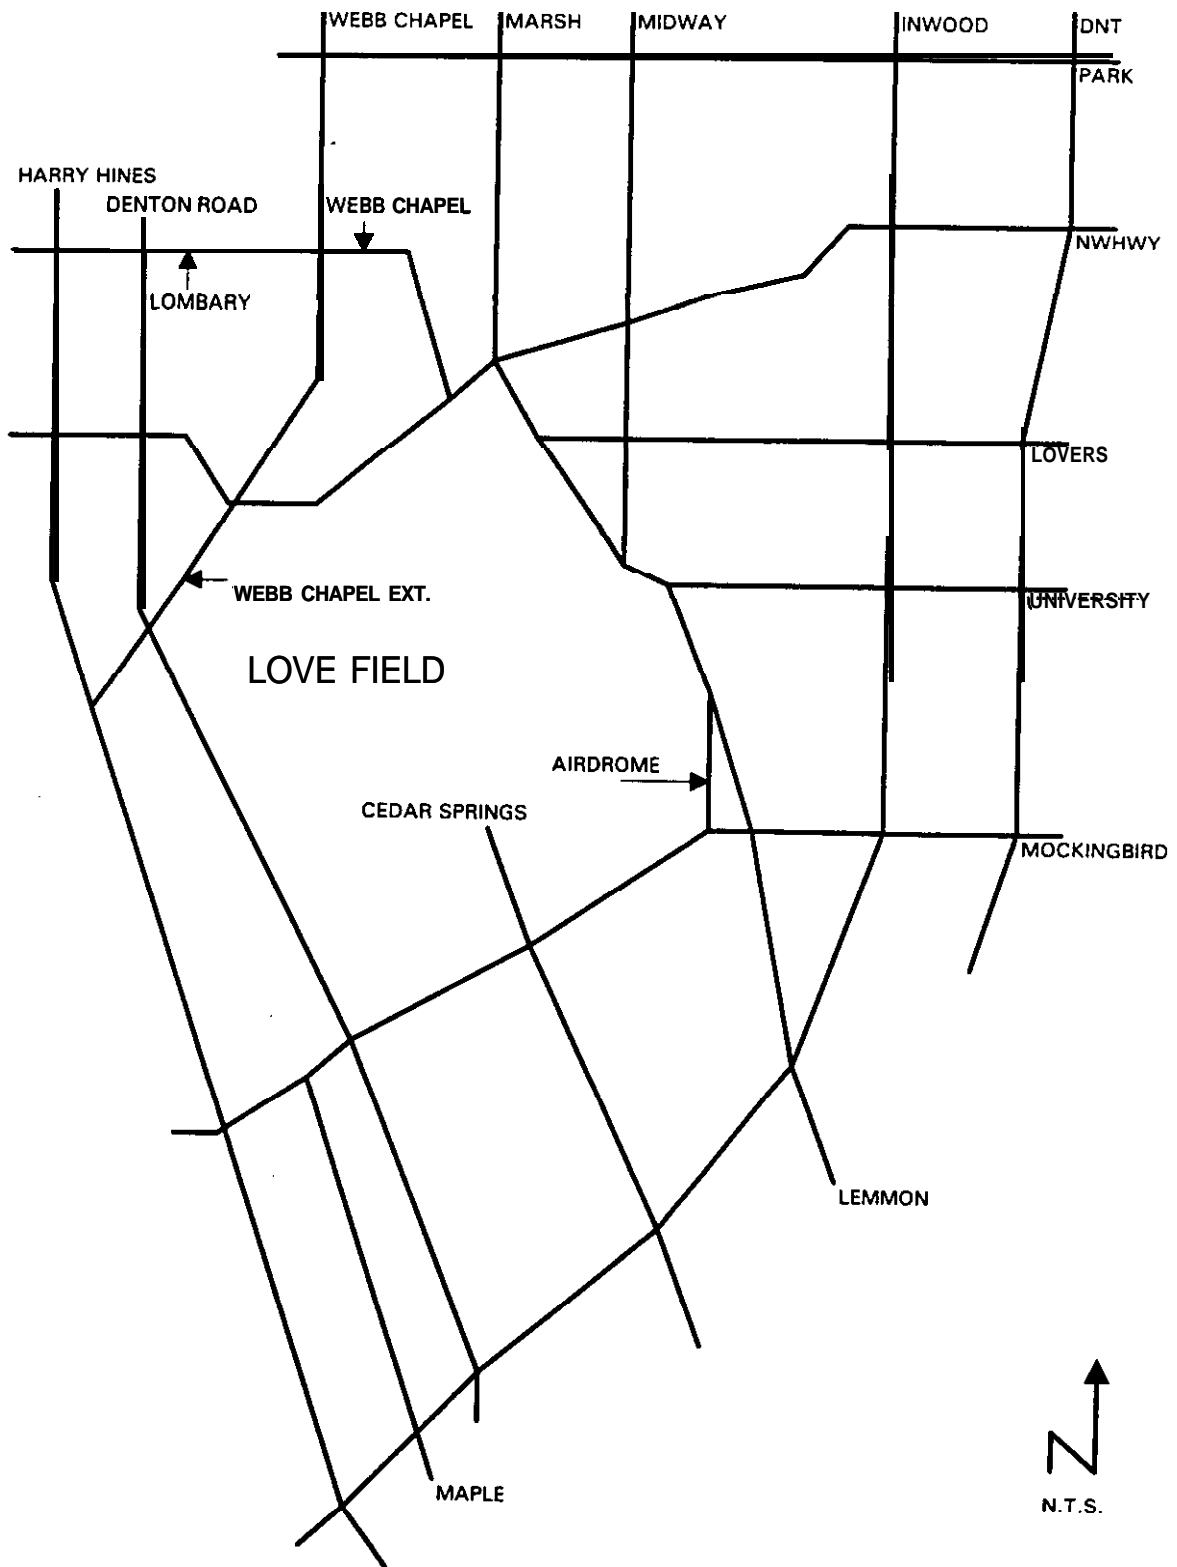 WEBB CHAPEL
MARSH
MIDWAY
INWOOD
DNT
PARK
HARRY HINES
DENTON ROAD
WEBB CHAPEL
NWHWY
LOMBARY
LOVERS
WEBB CHAPEL EXT.
UNIVERSITY
LOVE FIELD
AIRDROME
CEDAR SPRINGS
MOCKINGBIRD
LEMMON
MAPLE
N
N.T.S.